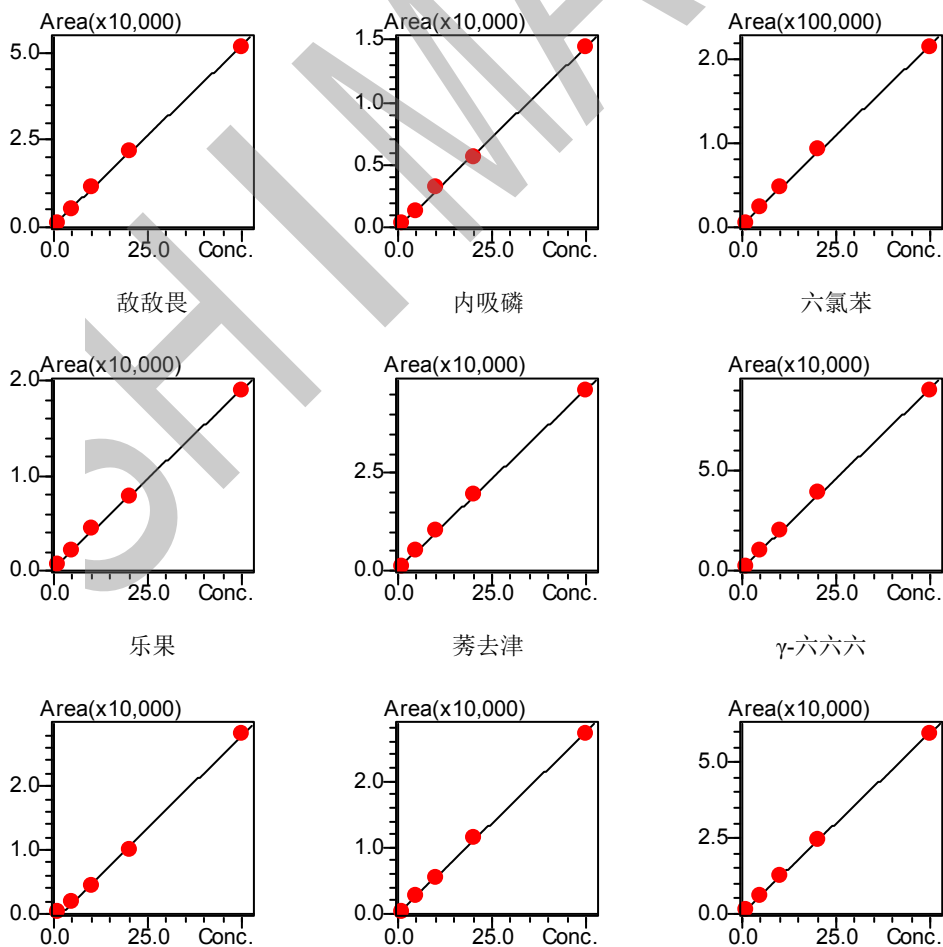 Area(x10,000) Area(x10,000) Area(x100,000)
5.0 1.5 2.0
2.5 1.0 1.0
0.5
0.0 0.0 0.0
0.0 25.0 Conc. 0.0 25.0 Conc. 0.0 25.0 Conc.
敌敌畏 内吸磷 六氯苯
Area(x10,000) Area(x10,000) Area(x10,000)
2.0 2.5 5.0
1.0
0.0 0.0 0.0
0.0 25.0 Conc. 0.0 25.0 Conc. 0.0 25.0 Conc.
乐果 莠去津 γ-六六六
Area(x10,000) Area(x10,000) Area(x10,000)
2.0 2.0 5.0
1.0 1.0 2.5
0.0 0.0 0.0
0.0 25.0 Conc. 0.0 25.0 Conc. 0.0 25.0 Conc.
SHIMA